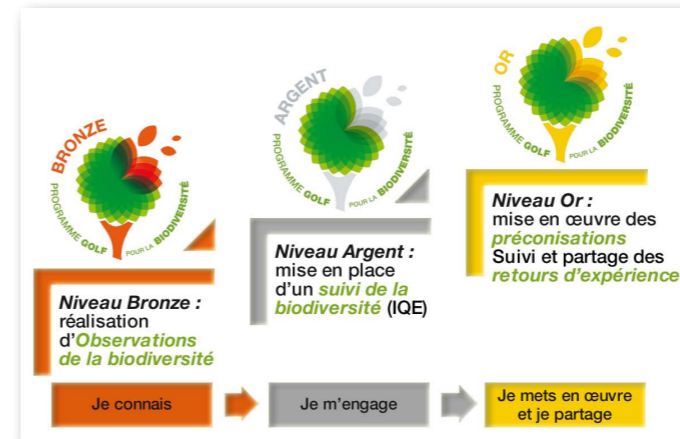 BRONZE
PROGRAMME GOLF POUR LA BIODIVERSITÉ
Niveau Bronze :
réalisation
d'Observations
de la biodiversité
ARGENT
PROGRAMME GOLF POUR LA BIODIVERSITÉ
Niveau Argent :
mise en place
d'un suivi de la
biodiversité (IQE)
OR
PROGRAMME GOLF POUR LA BIODIVERSITÉ
Niveau Or :
mise en œuvre des
préconisations
Suivi et partage des
retours d'expérience
Je connais
Je m'engage
Je mets en œuvre
et je partage